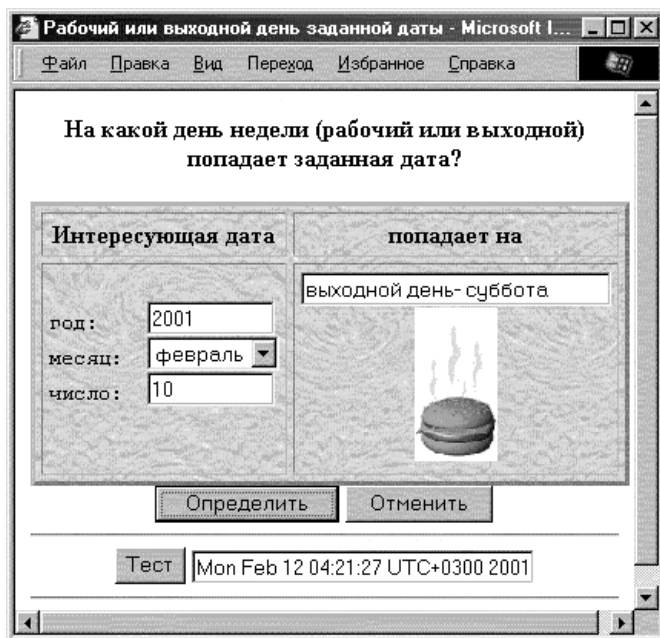 Рабочий или выходной день заданной даты - Microsoft I...
Файл Правка Вид Переход Избранное Справка
На какой день недели (рабочий или выходной)
попадает заданная дата?
Интересующая дата
попадает на
выходной день- суббота
год: 2001
месяц: февраль
число: 10
Определить Отменить
Тест Mon Feb 12 04:21:27 UTC+0300 2001